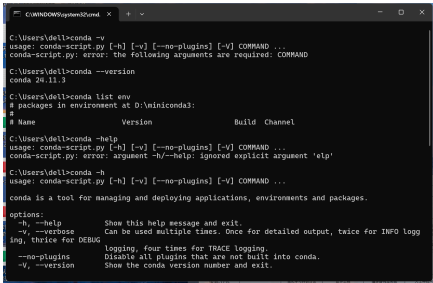 C:\WINDOWS\system32\cmd.
C:\Users\dell>conda -v
usage: conda-script.py [-h] [-v] [--no-plugins] [-V] COMMAND ...
conda-script.py: error: the following arguments are required: COMMAND
C:\Users\dell>conda --version
conda 24.11.3
C:\Users\dell>conda list env
# packages in environment at D:\miniconda3:
#
# Name Version Build Channel
C:\Users\dell>conda -help
usage: conda-script.py [-h] [-v] [--no-plugins] [-V] COMMAND ...
conda-script.py: error: argument -h/--help: ignored explicit argument 'elp'
C:\Users\dell>conda -h
usage: conda-script.py [-h] [-v] [--no-plugins] [-V] COMMAND ...
conda is a tool for managing and deploying applications, environments and packages.
options:
-h, --help Show this help message and exit.
-v, --verbose Can be used multiple times. Once for detailed output, twice for INFO logg
ing, thrice for DEBUG
logging, four times for TRACE logging.
--no-plugins Disable all plugins that are not built into conda.
-V, --version Show the conda version number and exit.